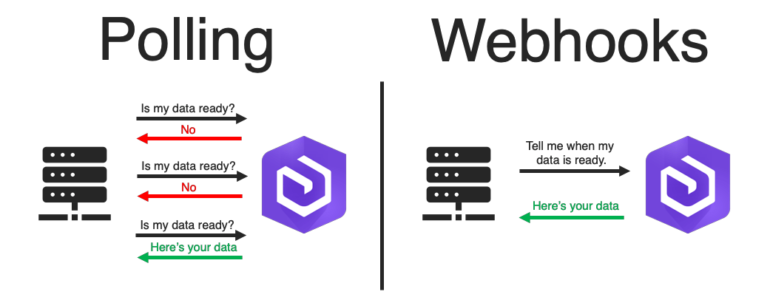 Polling
Is my data ready?
No
Is my data ready?
No
Is my data ready?
Here's your data
Webhooks
Tell me when my
data is ready.
Here's your data